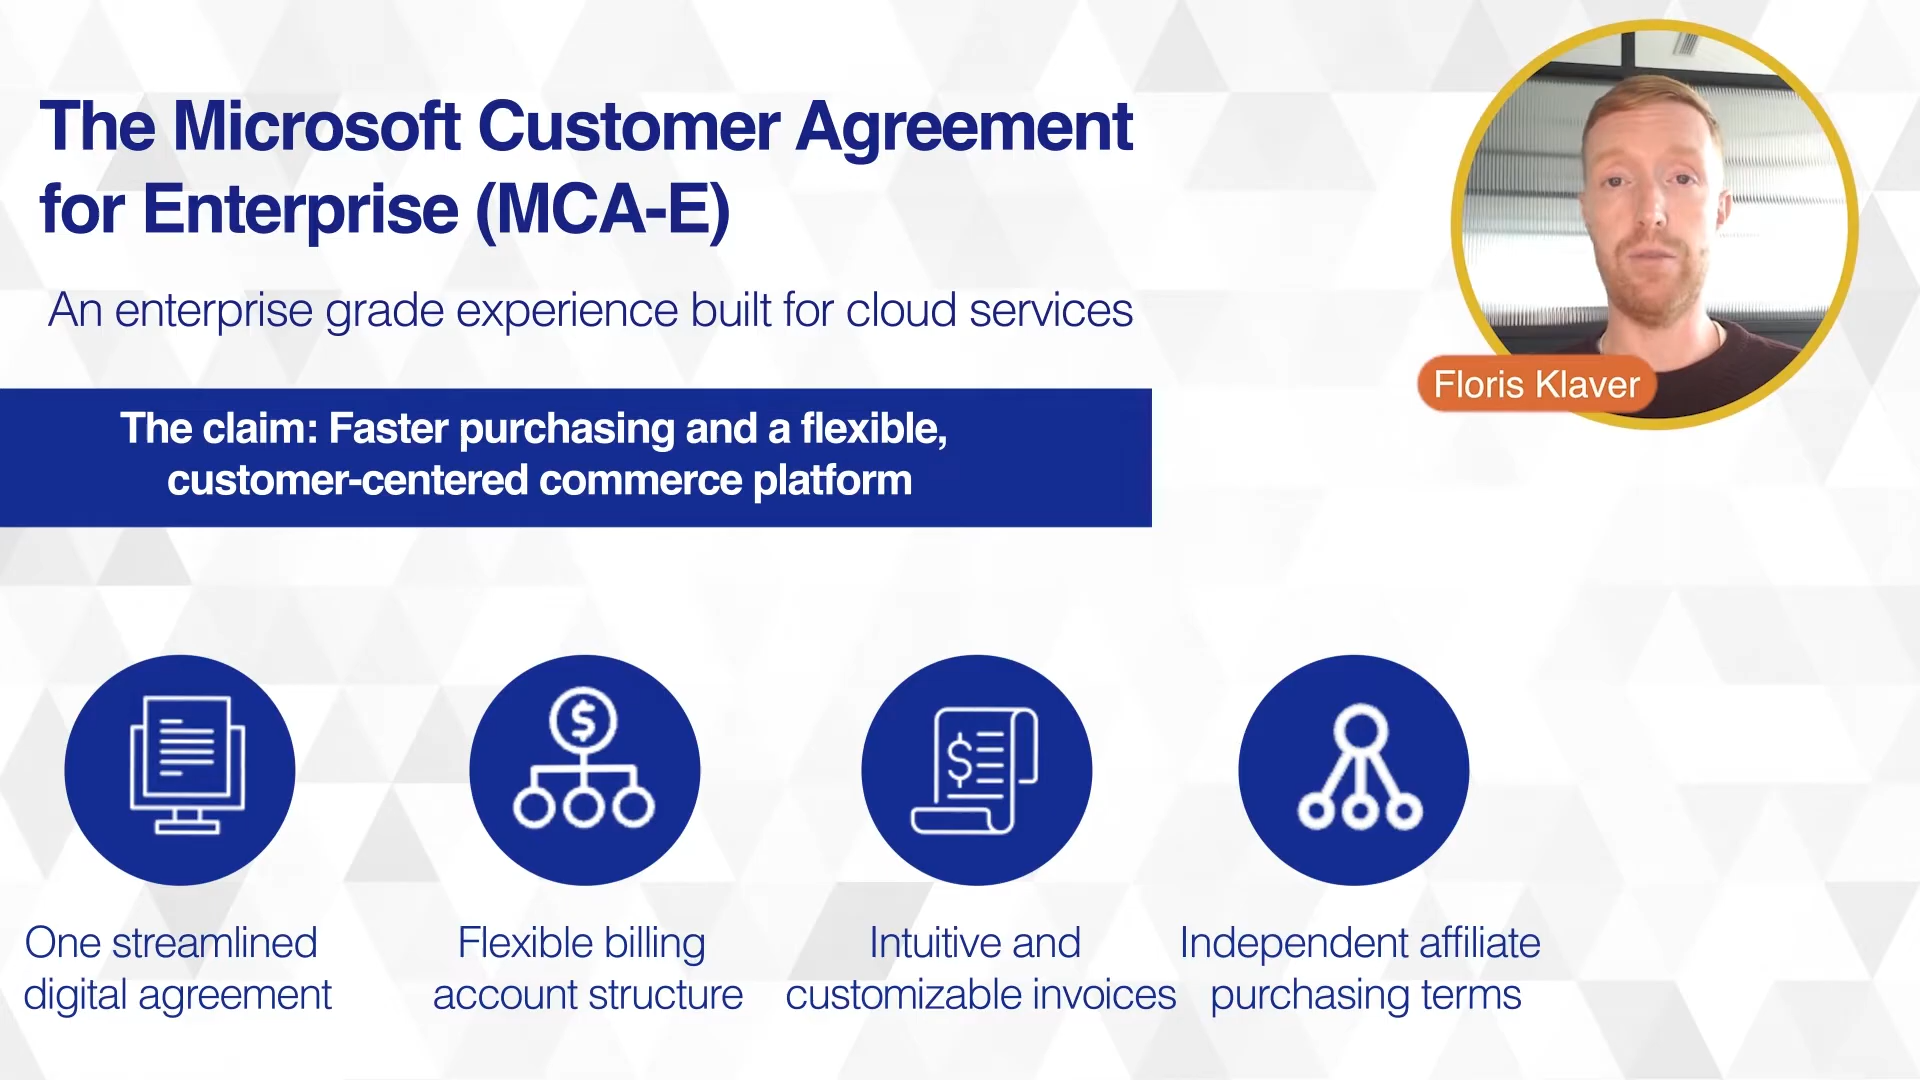 The Microsoft Customer Agreement
for Enterprise (MCA-E)
An enterprise grade experience built for cloud services
The claim: Faster purchasing and a flexible,
customer-centered commerce platform
Floris Klaver
$
$
One streamlined
digital agreement
Flexible billing
account structure
Intuitive and
customizable invoices
Independent affiliate
purchasing terms